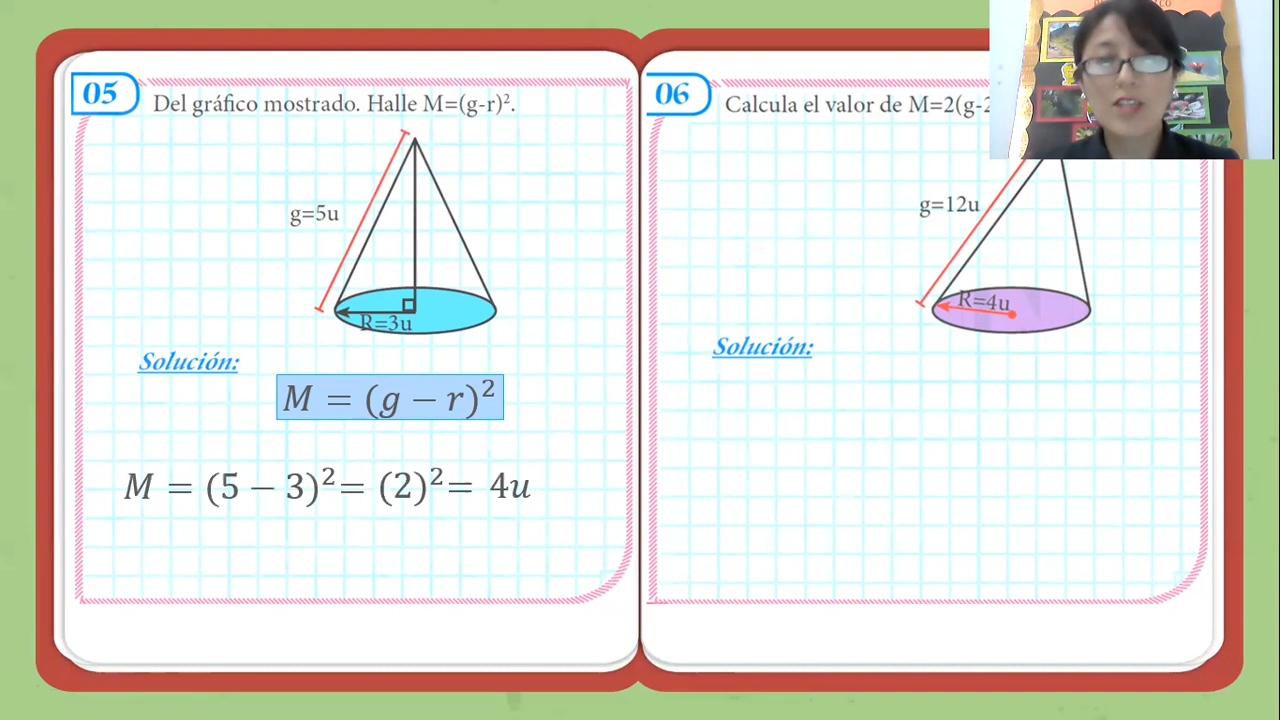 05
Del gráfico mostrado. Halle M=(g-r)².
g=5u
R=3u
Solución:
M = (g − r)²
M = (5 − 3)²= (2)²= 4u
06
Calcula el valor de M=2(g-2
g=12u
R=4u
Solución: